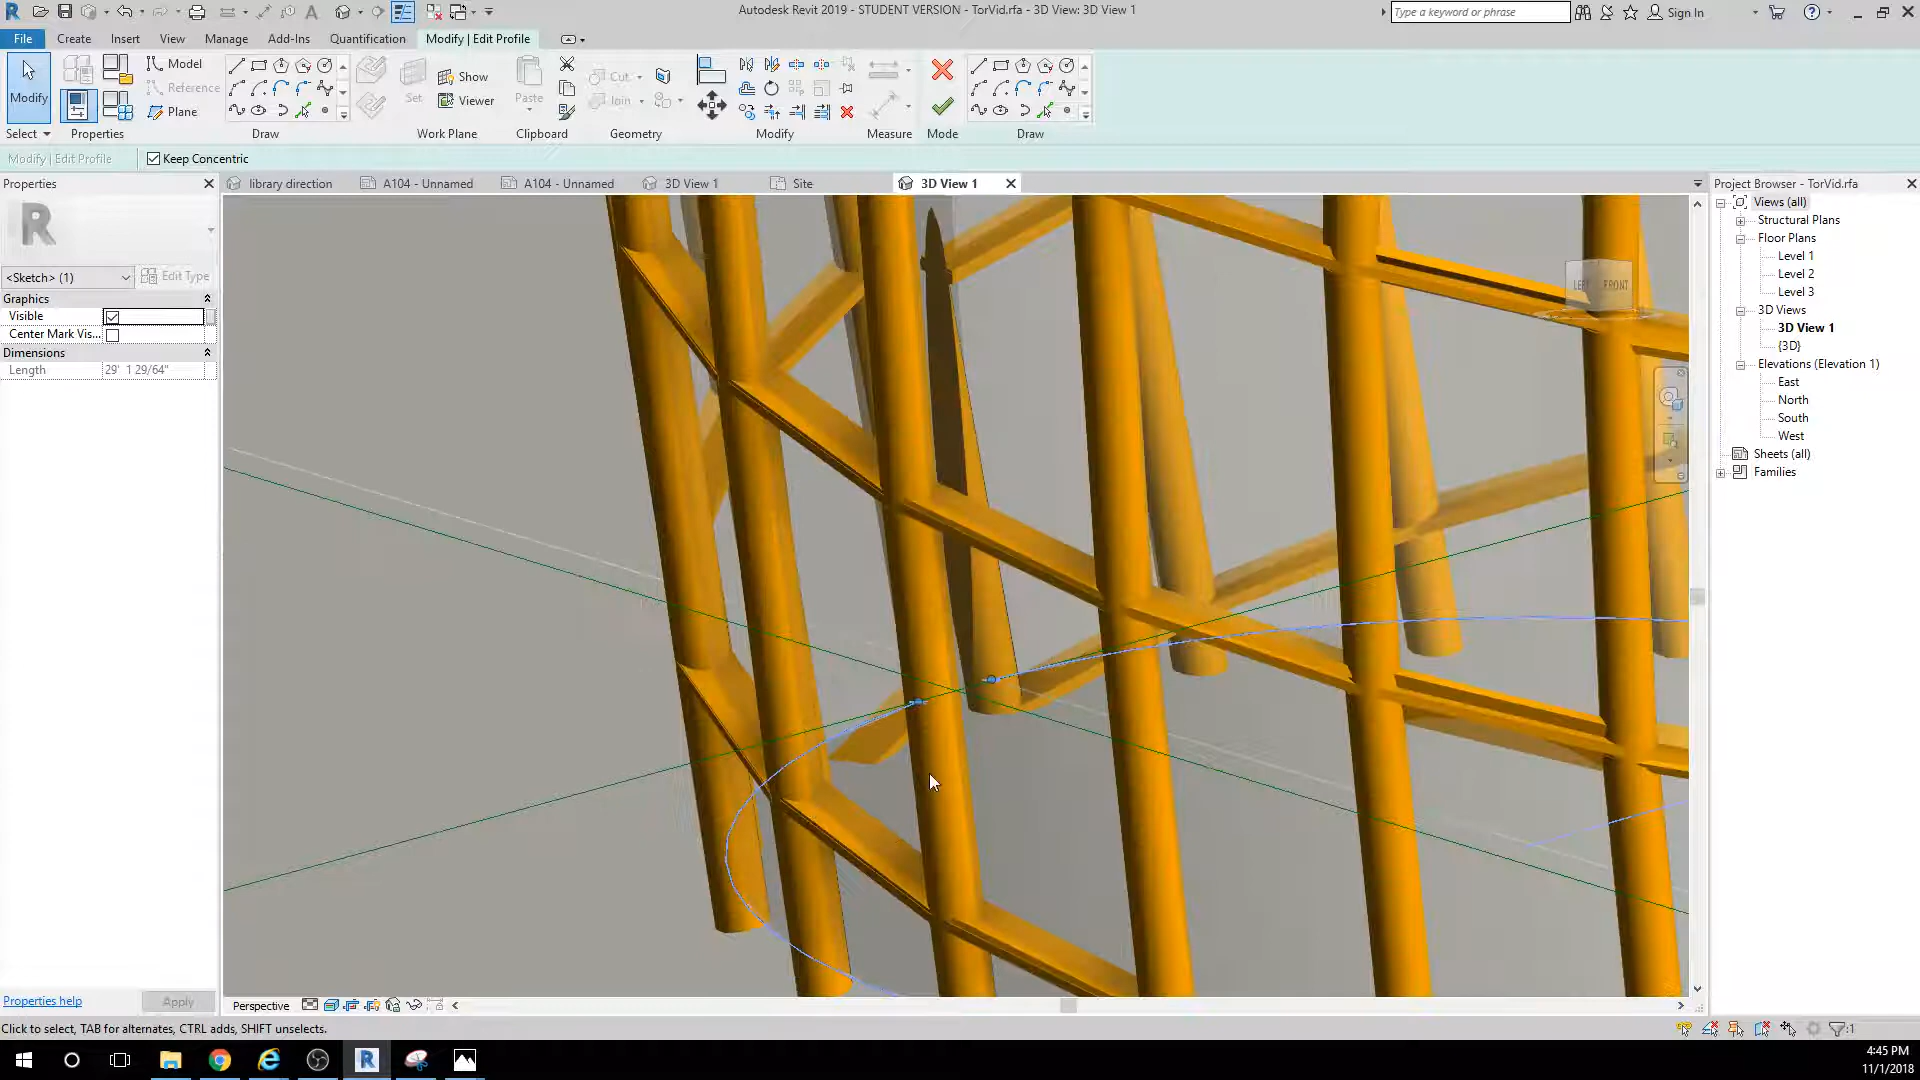 Autodesk Revit 2019 - STUDENT VERSION - TorVid.rfa - 3D View: 3D View 1
Type a keyword or phrase
Sign In
File Create Insert View Manage Add-Ins Quantification Modify | Edit Profile
Modify
Model
Reference
Plane
Set
Show
Viewer
Paste
Cut
Join
Select Properties Draw Work Plane Clipboard Geometry Modify Measure Mode Draw
Modify | Edit Profile Keep Concentric
Properties
library direction A104 - Unnamed A104 - Unnamed 3D View 1 Site 3D View 1
Project Browser - TorVid.rfa
R
<Sketch> (1) Edit Type
Graphics
Visible
Center Mark Vis...
Dimensions
Length 29' 1 29/64"
Views (all)
Structural Plans
Floor Plans
Level 1
Level 2
Level 3
3D Views
3D View 1
{3D}
Elevations (Elevation 1)
East
North
South
West
Sheets (all)
Families
FRONT
Properties help Apply
Perspective
Click to select, TAB for alternates, CTRL adds, SHIFT unselects.
:1
4:45 PM
11/1/2018